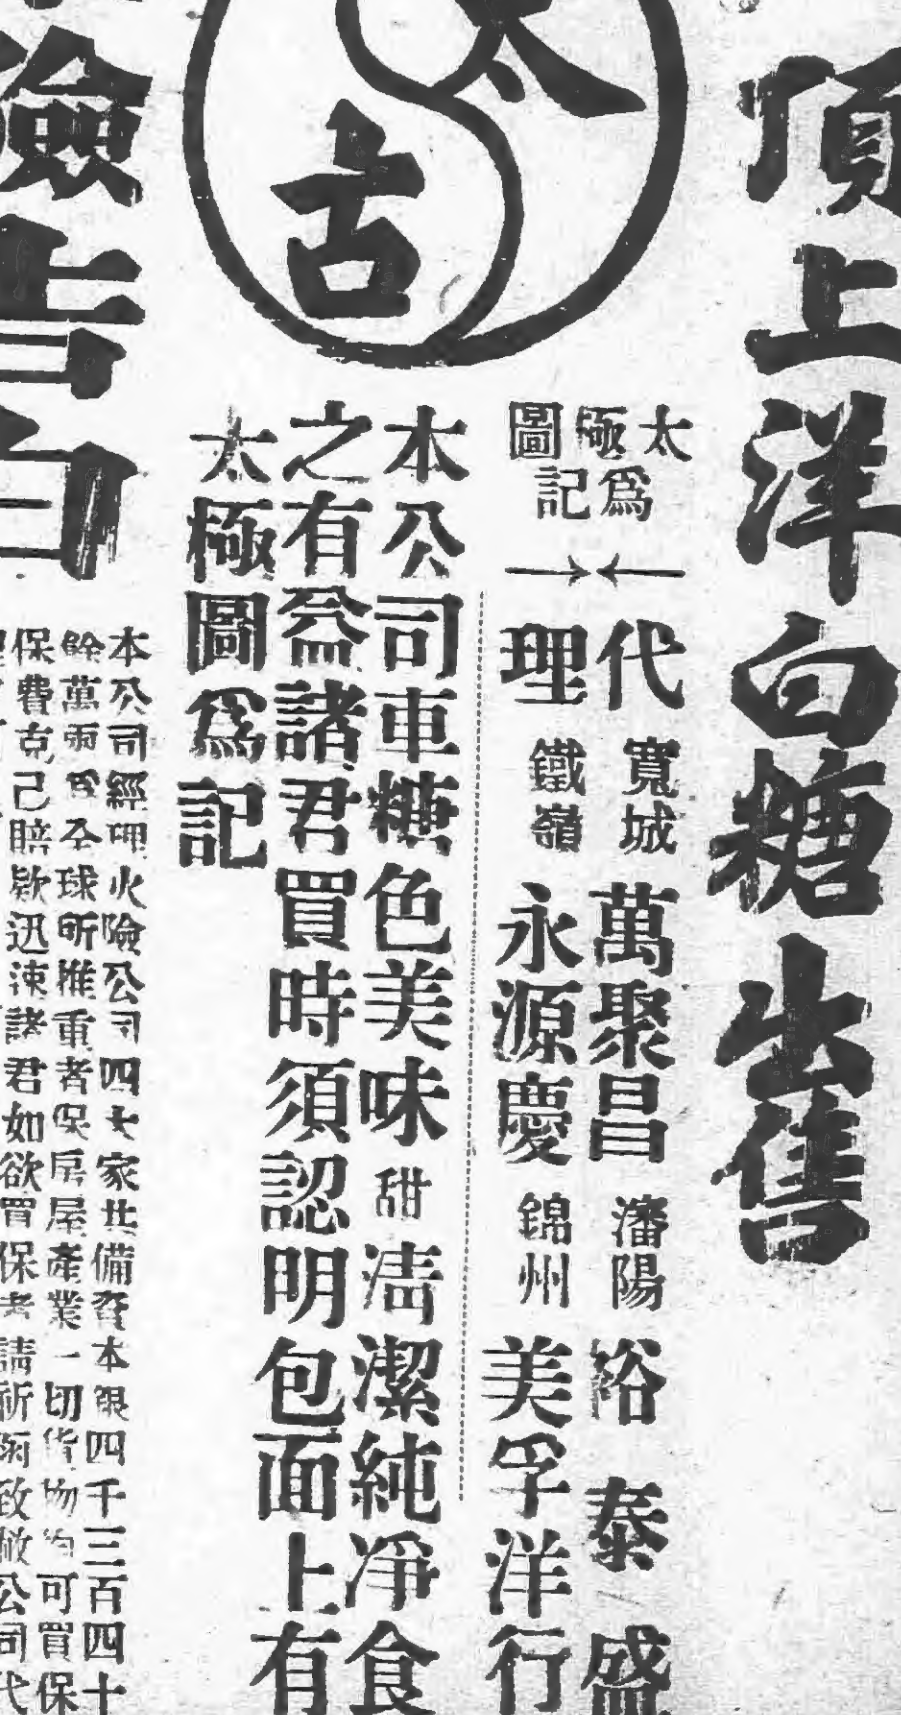 頂上洋白糖出售
太古
太極圖
為記
代 寬城 萬聚昌 瀋陽 裕泰盛
理 鐵嶺 永源慶 錦州 美孚洋行
本公司車糖色美味甜清潔純凈食
之有益諸君買時須認明包面上有
太極圖為記
險告白
本公司經理火險公司四大家共備資本銀四千三百四十
餘萬兩為全球所推重者保房屋產業一切貨物均可買保
保費克己賠款迅速諸君如欲買保者請祈函致敝公司代